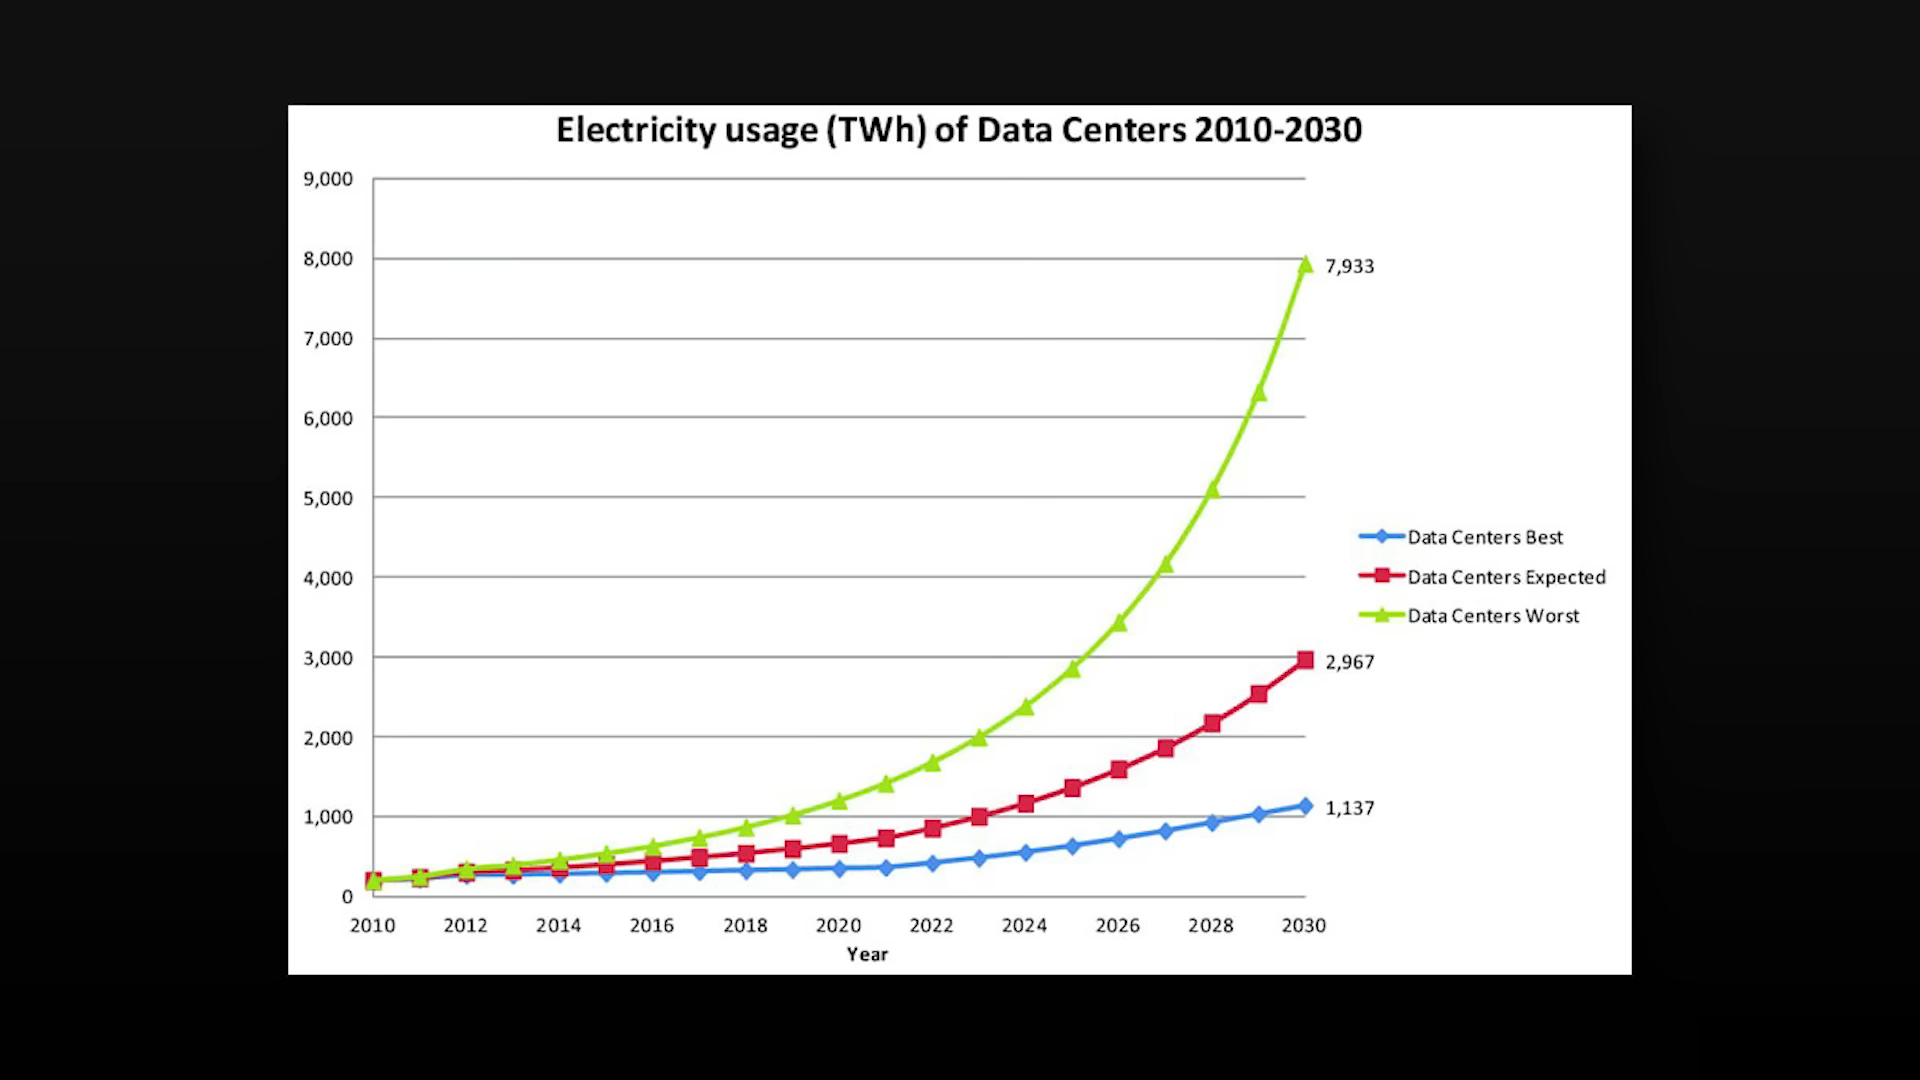 Electricity usage (TWh) of Data Centers 2010-2030
9,000
8,000
7,933
7,000
6,000
5,000
Data Centers Best
4,000
Data Centers Expected
Data Centers Worst
3,000
2,967
2,000
1,000
1,137
0
2010 2012 2014 2016 2018 2020 2022 2024 2026 2028 2030
Year